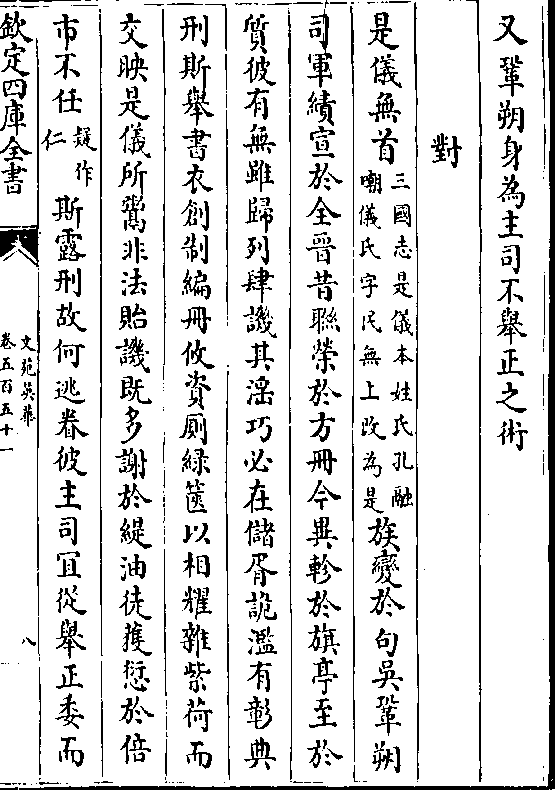 又鞏朔身為主司不舉正之術
對
是儀無首三國志是儀本姓氏孔融嘲儀氏字民無上改為是族變於句吳鞏朔
司軍績宣於全晉昔聯榮於方冊今異軫於旗亭至於
質彼有無雖歸列肆譏其淫巧必在儲胥詭濫有彰典
刑斯舉書衣創制編冊攸資厠綠篋以相耀雜紫荷而
交映是儀所鬻非法貽譏既多謝於緹油徒獲愆於倍
市不任疑作仁斯露刑故何逃眷彼主司宜從舉正委而
欽定四庫全書
文苑英華
卷五百五十一
八